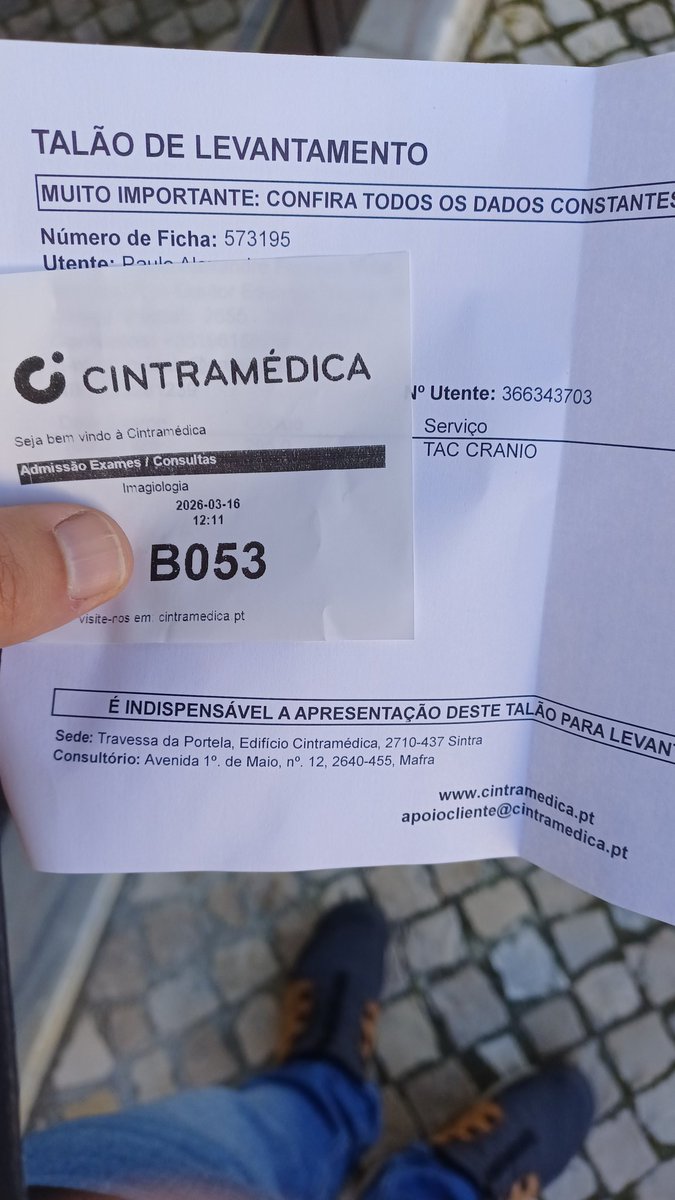 TALÃO DE LEVANTAMENTO
MUITO IMPORTANTE: CONFIRA TODOS OS DADOS CONSTANTES
Número de Ficha: 573195
Utente:
CINTRAMÉDICA
Nº Utente: 366343703
Serviço
TAC CRANIO
Seja bem vindo à Cintramédica
Admissão Exames / Consultas
Imagiologia
2026-03-16
12:11
B053
visite-nos em cintramedica.pt
É INDISPENSÁVEL A APRESENTAÇÃO DESTE TALÃO PARA
Sede: Travessa da Portela, Edifício Cintramédica, 2710-437 Sintra
Consultório: Avenida 1º. de Maio, nº. 12, 2640-455, Mafra
www.cintramedica.pt
apoiocliente@cintramedica.pt